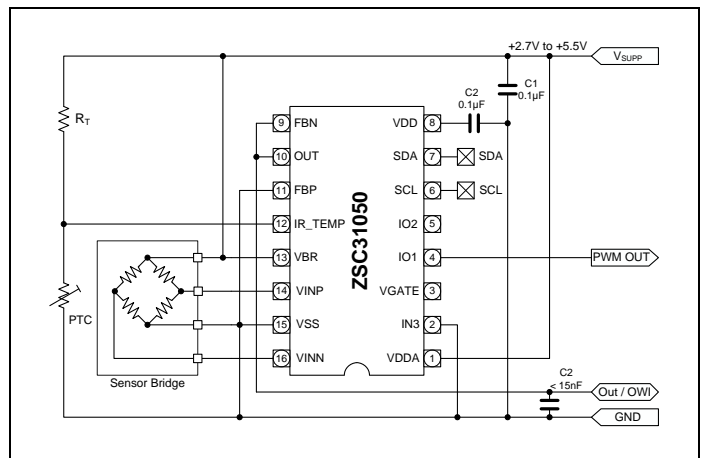 +2.7V to +5.5V
VSUPP
C1
0.1µF
C2
0.1µF
RT
9 FBN
VDD 8
10 OUT
SDA 7 SDA
11 FBP
SCL 6 SCL
12 IR_TEMP
IO2 5
ZSC31050
13 VBR
IO1 4
PWM OUT
14 VINP
VGATE 3
PTC
15 VSS
IN3 2
16 VINN
VDDA 1
Sensor Bridge
C2
< 15nF
Out / OWI
GND